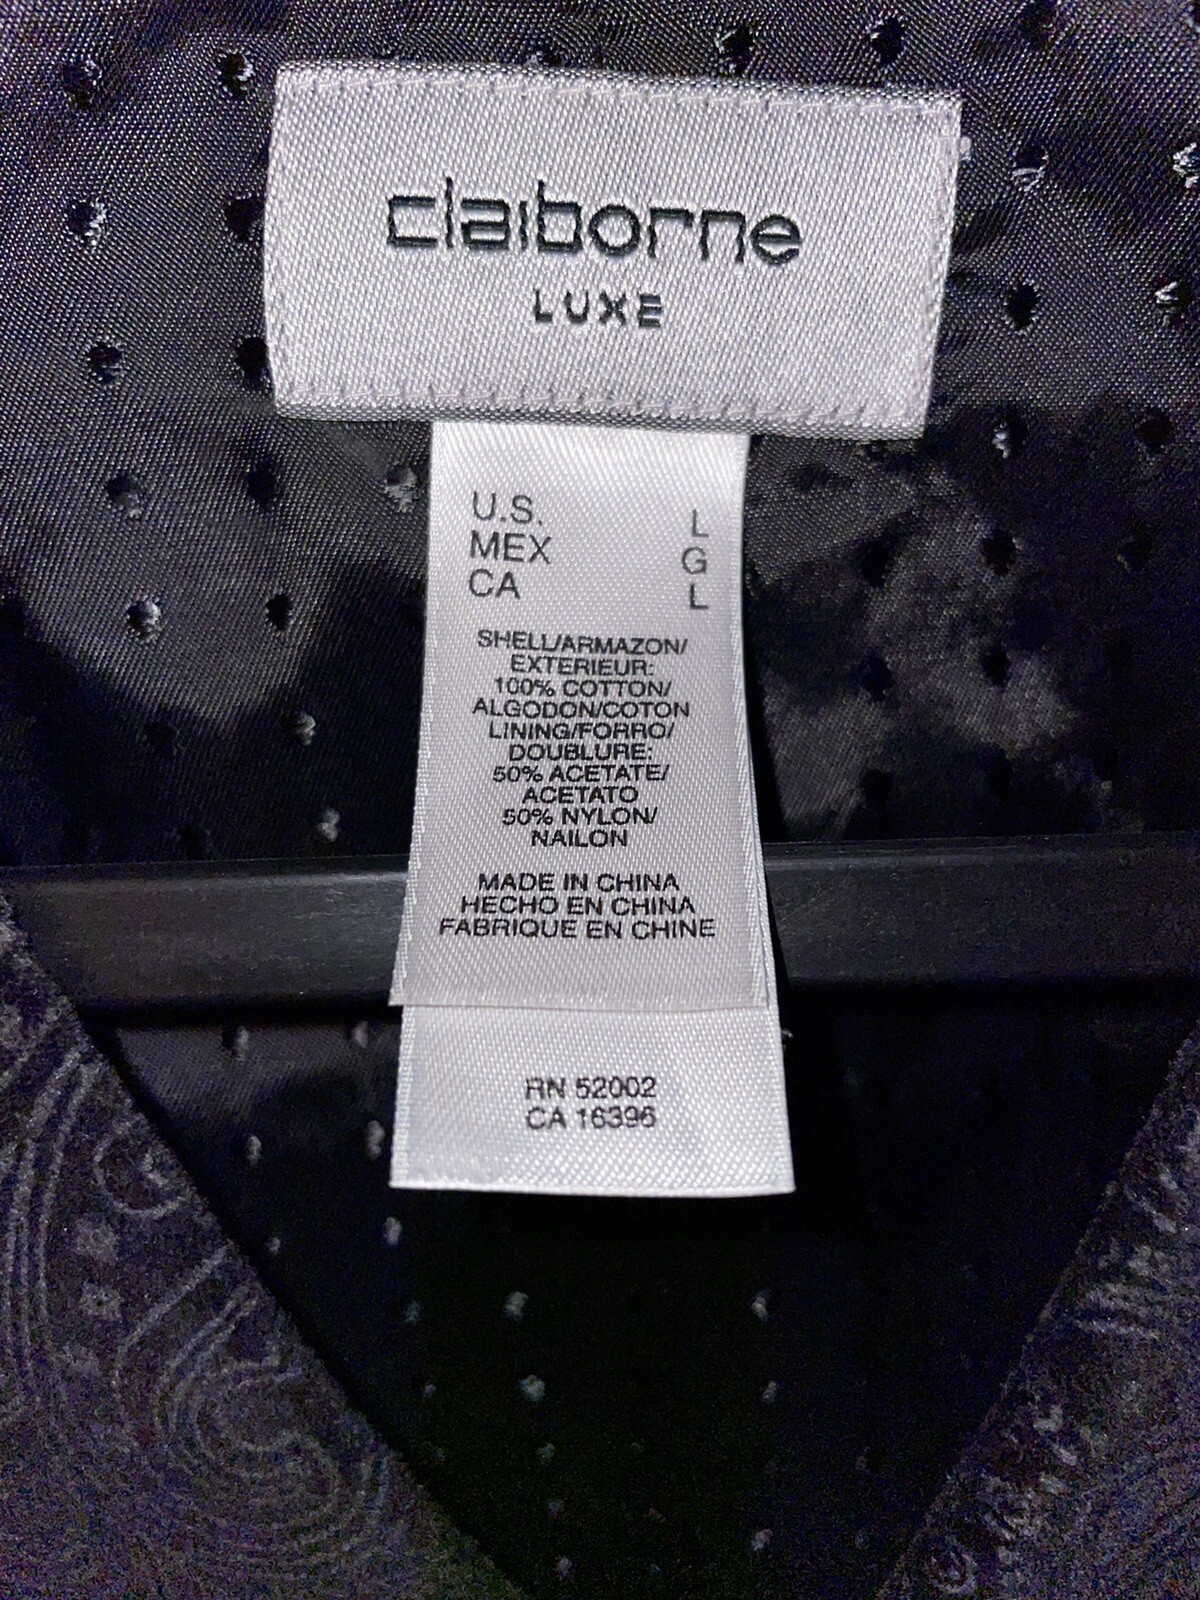 claiborne
LUXE
U.S. L
MEX G
CA L
SHELL/ARMAZON/
EXTERIEUR:
100% COTTON/
ALGODON/COTON
LINING/FORRO/
DOUBLURE:
50% ACETATE/
ACETATO
50% NYLON/
NAILON
MADE IN CHINA
HECHO EN CHINA
FABRIQUE EN CHINE
RN 52002
CA 16396